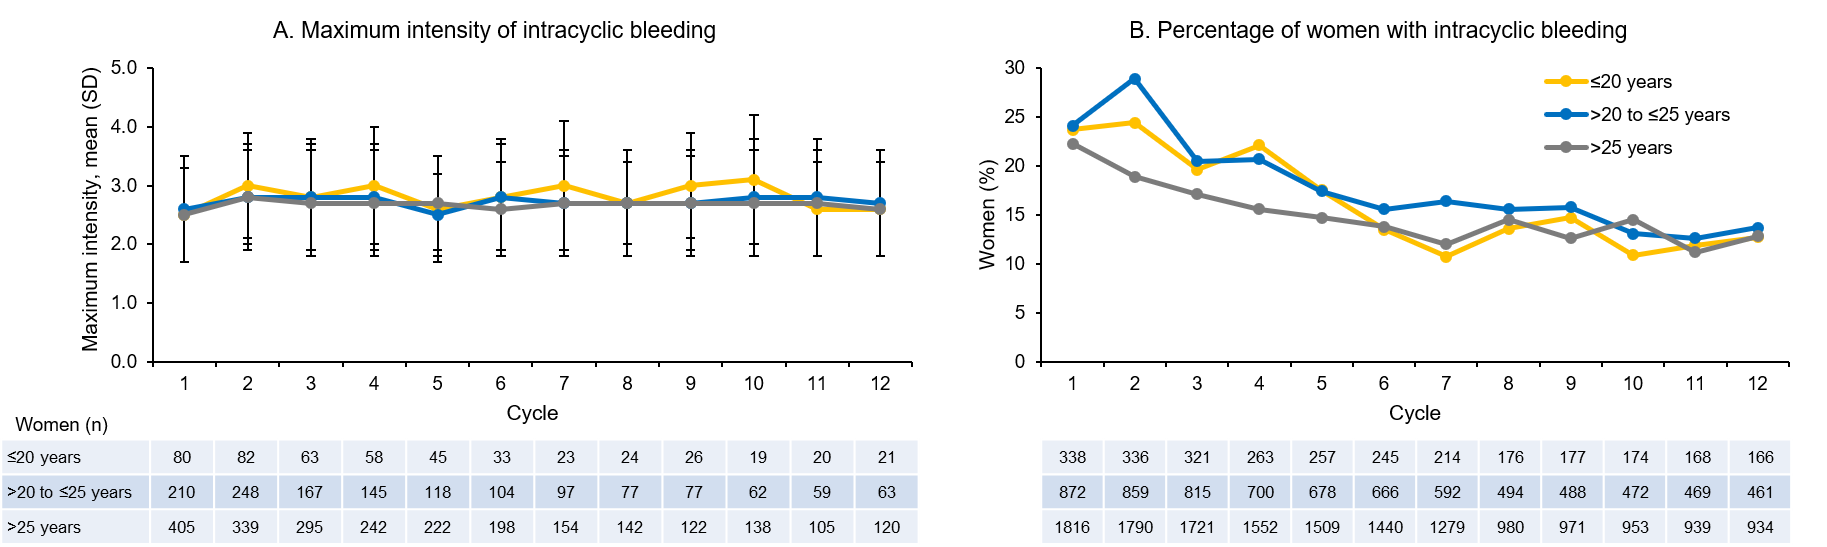 A. Maximum intensity of intracyclic bleeding
Maximum intensity, mean (SD)
5.0
4.0
3.0
2.0
1.0
0.0
1 2 3 4 5 6 7 8 9 10 11 12
Cycle
B. Percentage of women with intracyclic bleeding
Women (%)
30
25
20
15
10
5
0
≤20 years
>20 to ≤25 years
>25 years
1 2 3 4 5 6 7 8 9 10 11 12
Cycle
Women (n)
≤20 years 80 82 63 58 45 33 23 24 26 19 20 21
>20 to ≤25 years 210 248 167 145 118 104 97 77 77 62 59 63
>25 years 405 339 295 242 222 198 154 142 122 138 105 120
338 336 321 263 257 245 214 176 177 174 168 166
872 859 815 700 678 666 592 494 488 472 469 461
1816 1790 1721 1552 1509 1440 1279 980 971 953 939 934